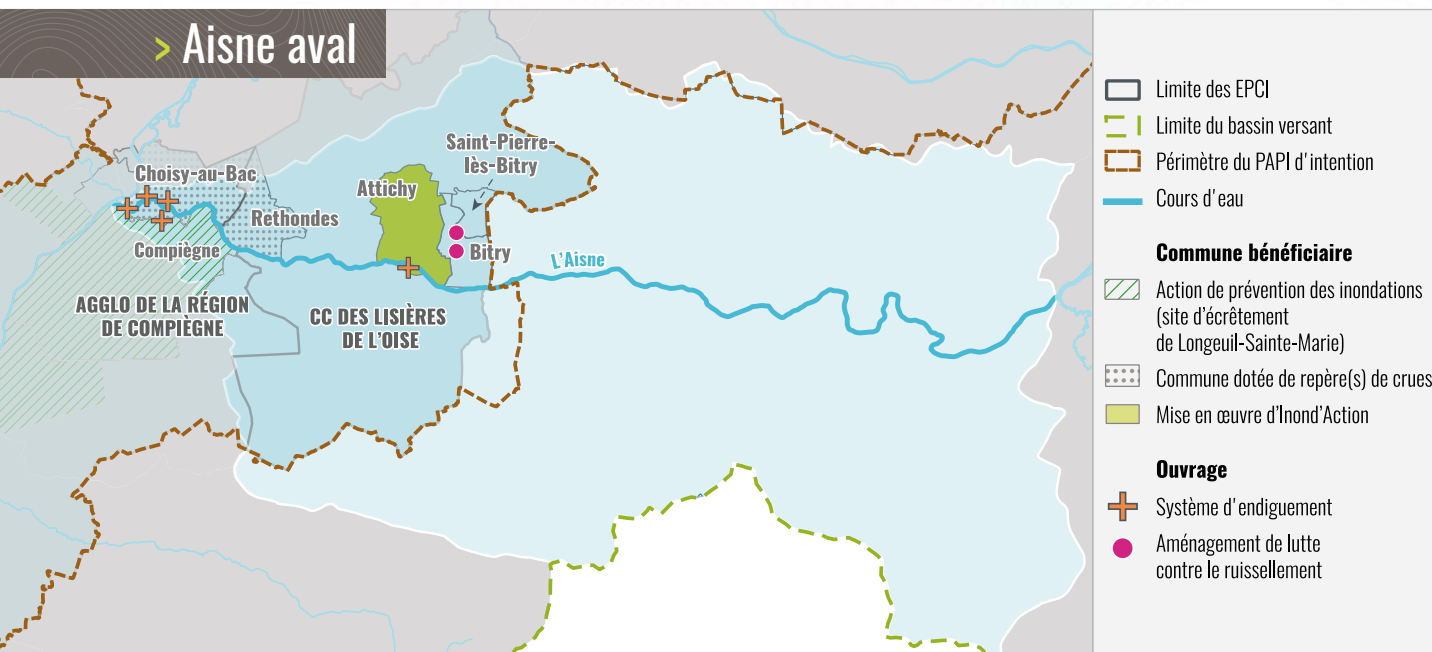 > Aisne aval
Saint-Pierre-
lès-Bitry
Choisy-au-Bac
Attichy
Rethondes
Compiègne
Bitry
L'Aisne
AGGLO DE LA RÉGION
DE COMPIÈGNE
CC DES LISIÈRES
DE L'OISE
Limite des EPCI
Limite du bassin versant
Périmètre du PAPI d'intention
Cours d'eau
Commune bénéficiaire
Action de prévention des inondations
(site d'écrêtement
de Longeuil-Sainte-Marie)
Commune dotée de repère(s) de crues
Mise en œuvre d'Inond'Action
Ouvrage
Système d'endiguement
Aménagement de lutte
contre le ruissellement